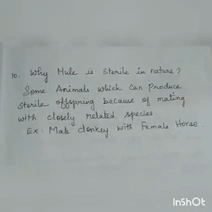 10. Why Mule is Sterile in nature?
Some Animals which can produce
sterile offspring because of mating
with closely related species
Ex: Male donkey with Female Horse
InShOt